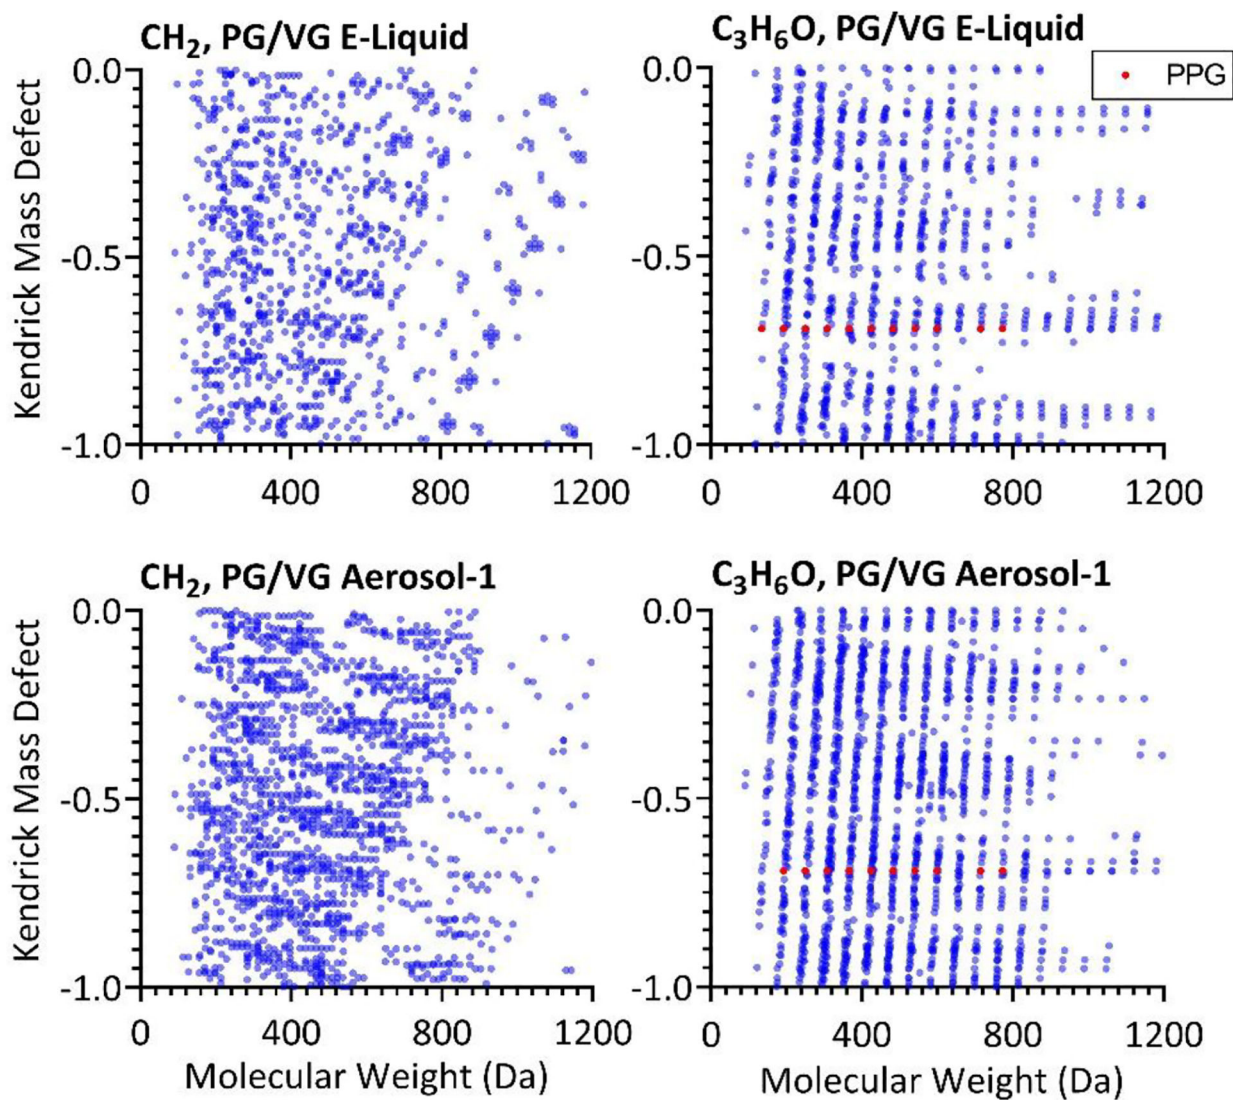 CH₂, PG/VG E-Liquid
C₃H₆O, PG/VG E-Liquid
PPG
Kendrick Mass Defect
0.0
-0.5
-1.0
0 400 800 1200
0.0
-0.5
-1.0
0 400 800 1200
CH₂, PG/VG Aerosol-1
C₃H₆O, PG/VG Aerosol-1
Kendrick Mass Defect
0.0
-0.5
-1.0
0 400 800 1200
Molecular Weight (Da)
0.0
-0.5
-1.0
0 400 800 1200
Molecular Weight (Da)